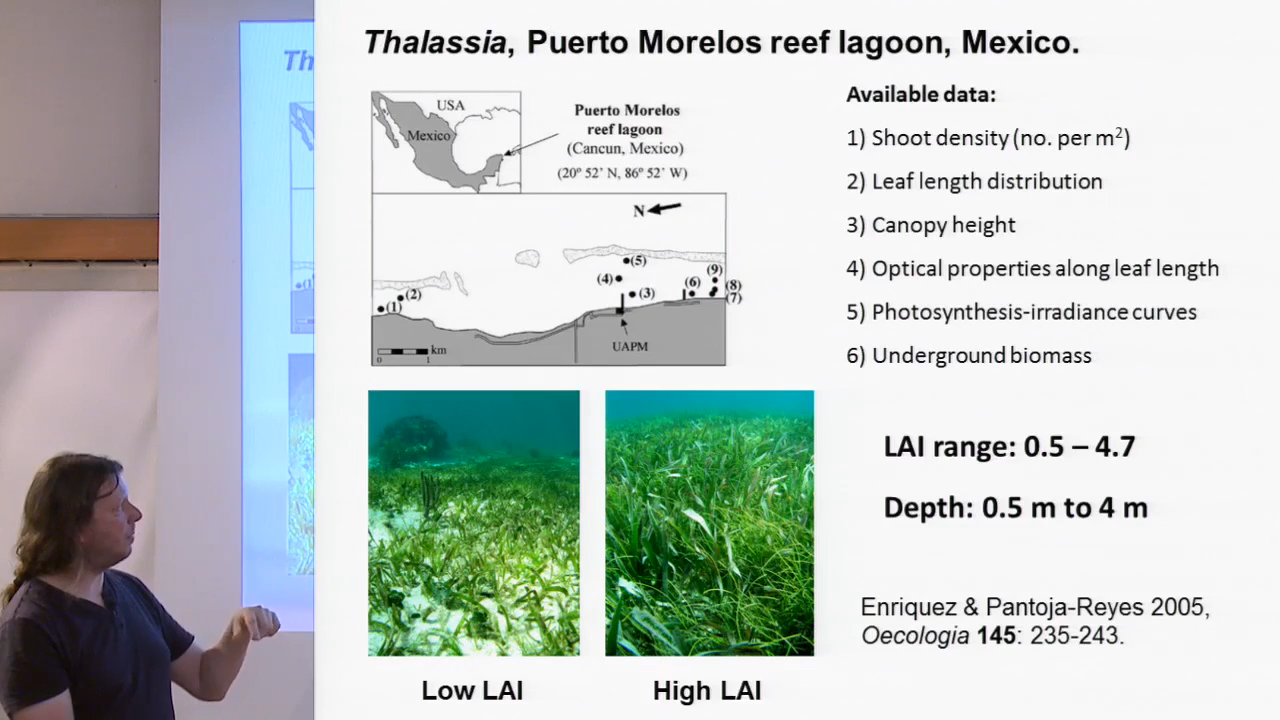 Th
Thalassia, Puerto Morelos reef lagoon, Mexico.
USA
Mexico
Puerto Morelos
reef lagoon
(Cancun, Mexico)
(20º 52' N, 86º 52' W)
N
(5)
(4)
(3)
(9)
(6)
(8)
(7)
(2)
(1)
UAPM
km
0 1
Available data:
1) Shoot density (no. per m²)
2) Leaf length distribution
3) Canopy height
4) Optical properties along leaf length
5) Photosynthesis-irradiance curves
6) Underground biomass
LAI range: 0.5 – 4.7
Depth: 0.5 m to 4 m
Enriquez & Pantoja-Reyes 2005,
Oecologia 145: 235-243.
Low LAI
High LAI